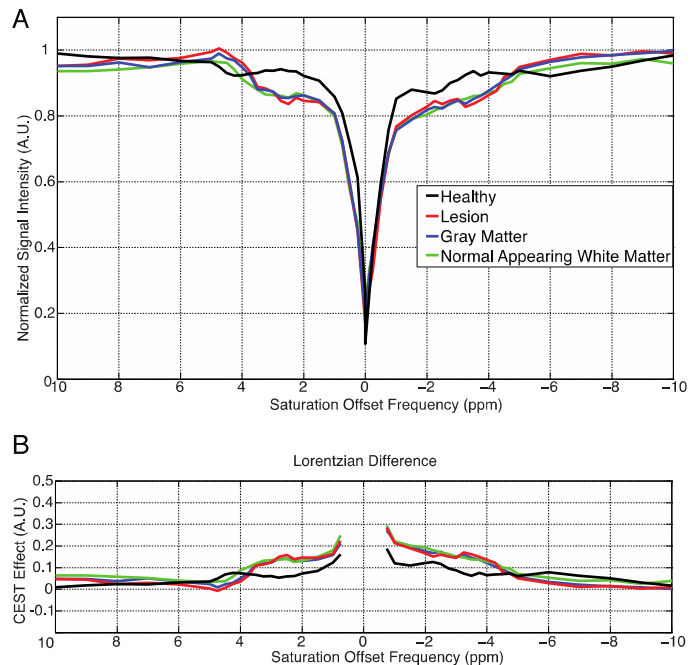 A
Normalized Signal Intensity (A.U.)
1
0.8
0.6
0.4
0.2
0
Healthy
Lesion
Gray Matter
Normal Appearing White Matter
10 8 6 4 2 0 −2 −4 −6 −8 −10
Saturation Offset Frequency (ppm)
B
Lorentzian Difference
CEST Effect (A.U.)
0.5
0.4
0.3
0.2
0.1
0
-0.1
10 8 6 4 2 0 −2 −4 −6 −8 −10
Saturation Offset Frequency (ppm)